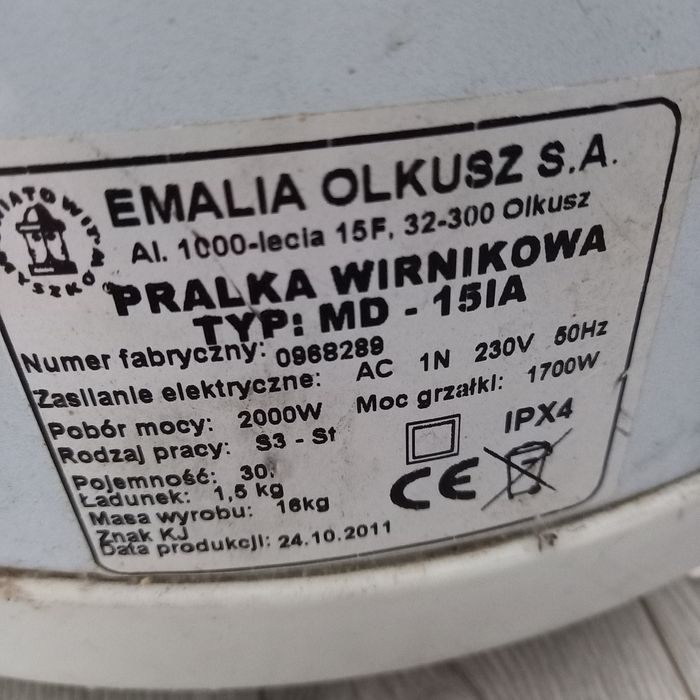 ŚWIATOWIT
MYSZKÓW
EMALIA OLKUSZ S.A.
Al. 1000-lecia 15F, 32-300 Olkusz
PRALKA WIRNIKOWA
TYP: MD - 15IA
Numer fabryczny: 0968289
Zasilanie elektryczne: AC 1N 230V 50Hz
Pobór mocy: 2000W Moc grzałki: 1700W
Rodzaj pracy: S3 - St IPX4
Pojemność: 30
Ładunek: 1,5 kg CE
Masa wyrobu: 16kg
Znak KJ
Data produkcji: 24.10.2011